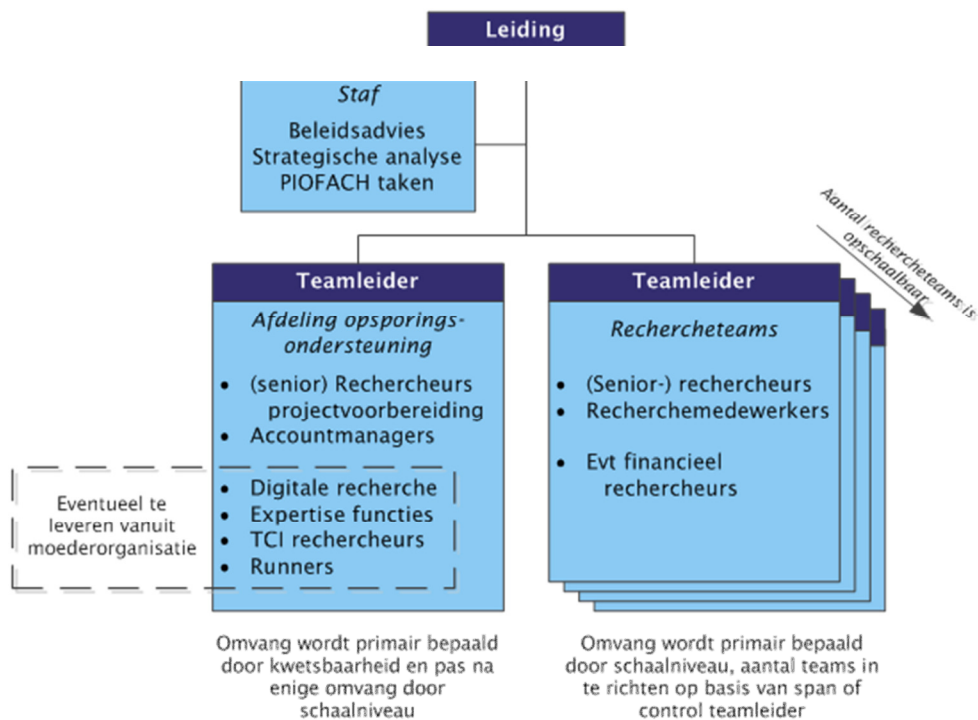 Leiding
Staf
Beleidsadvies
Strategische analyse
PIOFACH taken
Aantal rechercheteams is
opschaalbaar
Teamleider
Afdeling opsporings-
ondersteuning
• (senior) Rechercheurs
projectvoorbereiding
• Accountmanagers
• Digitale recherche
• Expertise functies
• TCI rechercheurs
• Runners
Eventueel te
leveren vanuit
moederorganisatie
Omvang wordt primair bepaald
door kwetsbaarheid en pas na
enige omvang door
schaalniveau
Teamleider
Rechercheteams
• (Senior-) rechercheurs
• Recherchemedewerkers
• Evt financieel
rechercheurs
Omvang wordt primair bepaald
door schaalniveau, aantal teams in
te richten op basis van span of
control teamleider